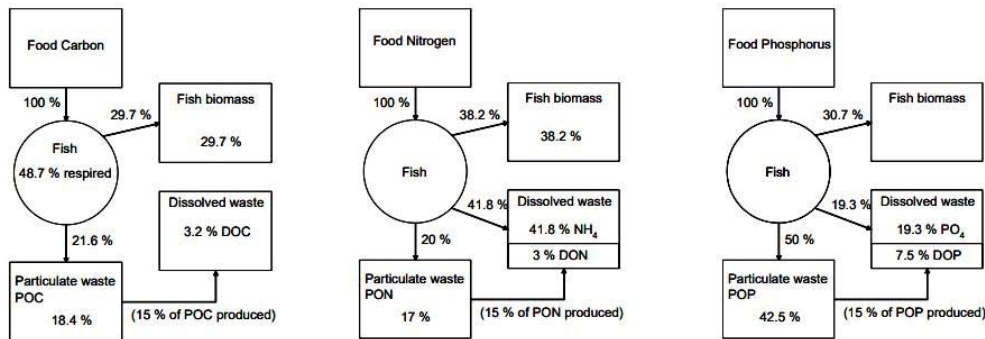 Food Carbon
100 %
29.7 %
Fish biomass
29.7 %
Fish
48.7 % respired
21.6 %
Dissolved waste
3.2 % DOC
Particulate waste
POC
18.4 %
(15 % of POC produced)
Food Nitrogen
100 %
38.2 %
Fish biomass
38.2 %
Fish
41.8 %
Dissolved waste
41.8 % NH4
3 % DON
20 %
Particulate waste
PON
17 %
(15 % of PON produced)
Food Phosphorus
100 %
30.7 %
Fish biomass
Fish
19.3 %
Dissolved waste
19.3 % PO4
7.5 % DOP
50 %
Particulate waste
POP
42.5 %
(15 % of POP produced)